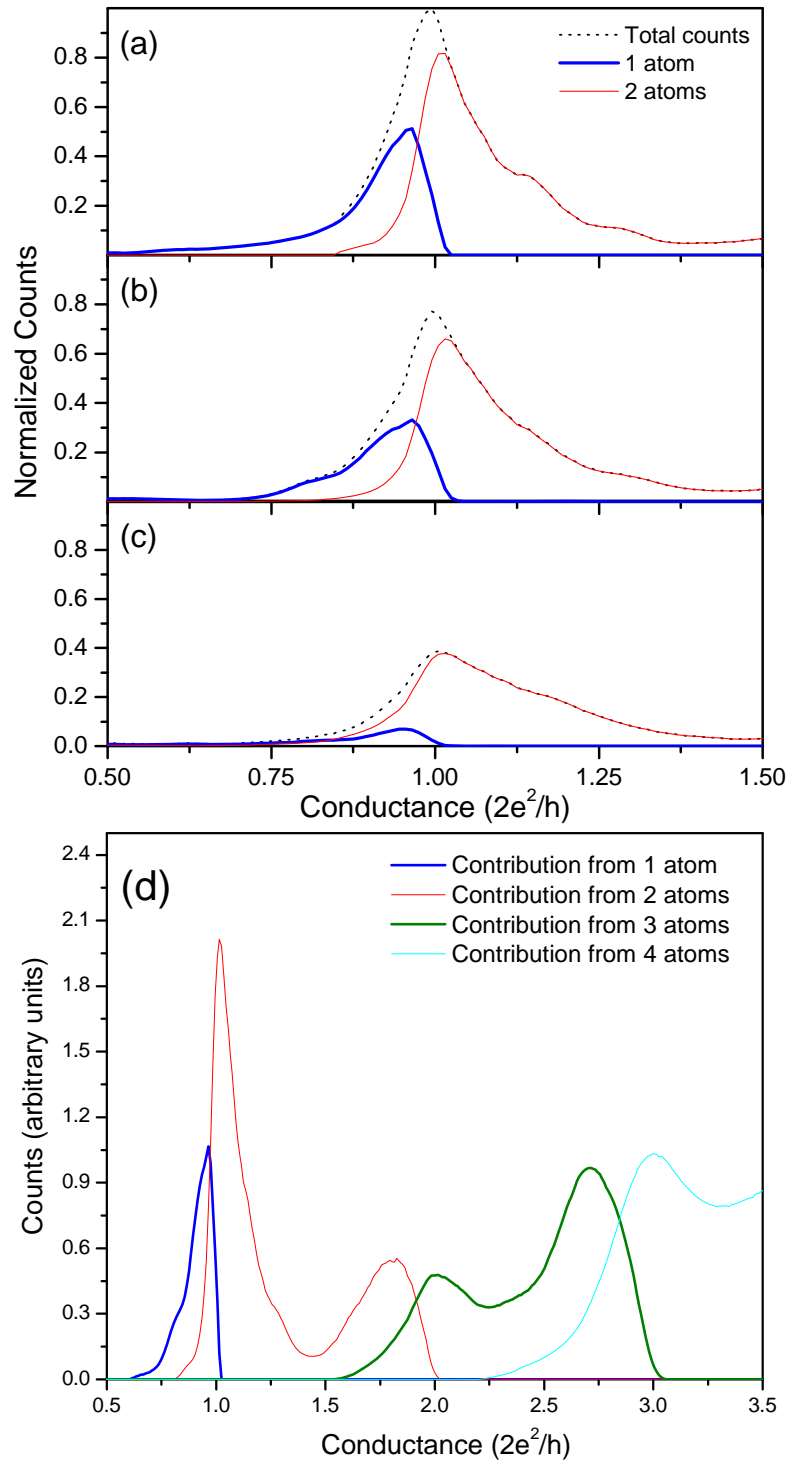 (a)
Total counts
1 atom
2 atoms
0.8
0.6
0.4
0.2
(b)
0.8
0.6
0.4
0.2
Normalized Counts
(c)
0.8
0.6
0.4
0.2
0.0
0.50 0.75 1.00 1.25 1.50
Conductance (2e²/h)
(d)
Contribution from 1 atom
Contribution from 2 atoms
Contribution from 3 atoms
Contribution from 4 atoms
2.4
2.1
1.8
1.5
1.2
0.9
0.6
0.3
0.0
Counts (arbitrary units)
0.5 1.0 1.5 2.0 2.5 3.0 3.5
Conductance (2e²/h)